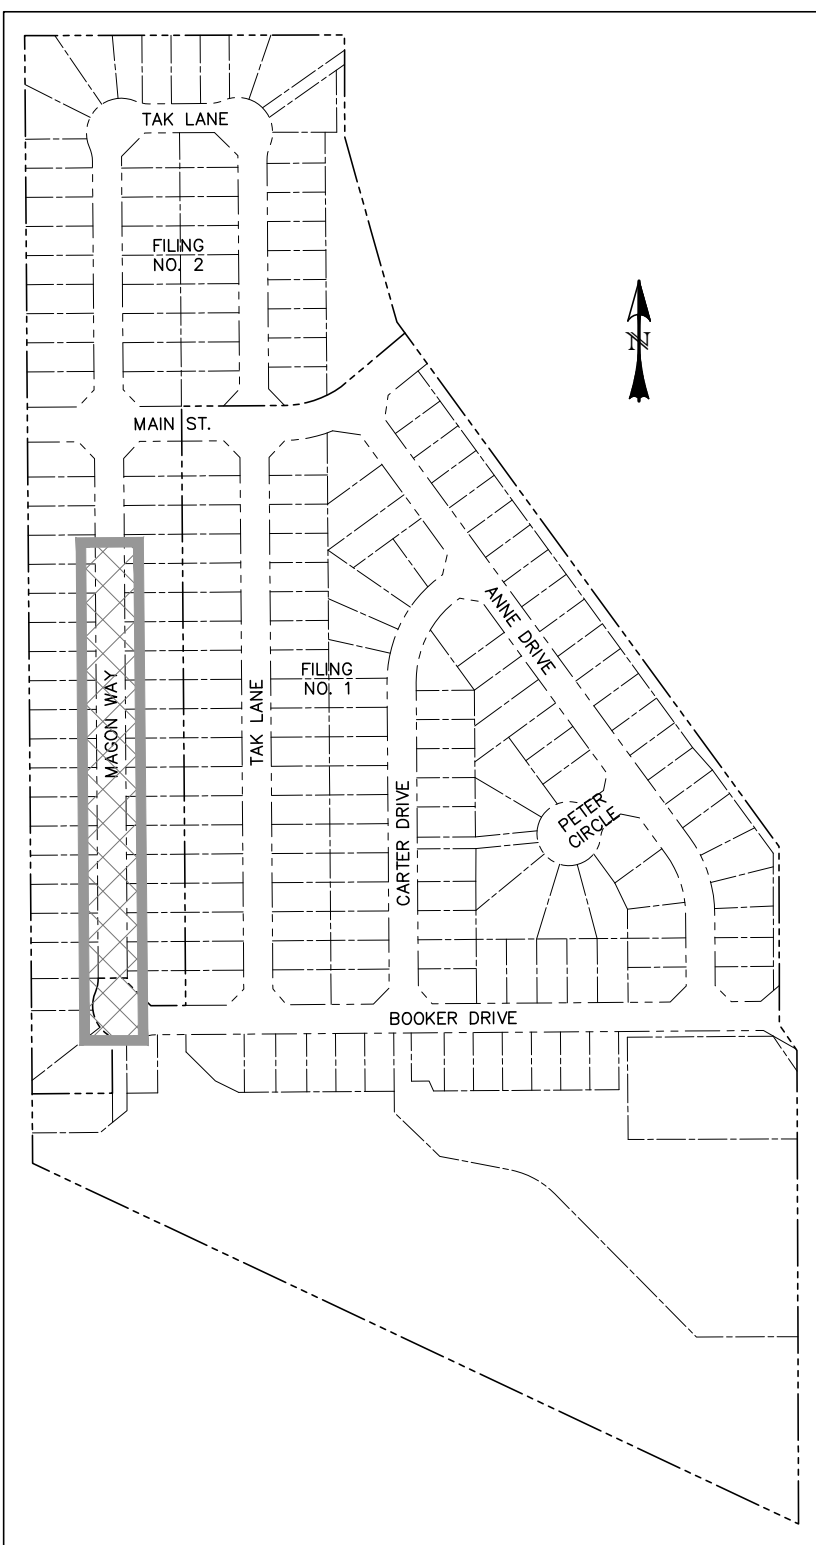 TAK LANE
FILING
NO. 2
N
MAIN ST.
ANNE DRIVE
FILING
NO. 1
MAGON WAY
TAK LANE
CARTER DRIVE
PETER
CIRCLE
BOOKER DRIVE